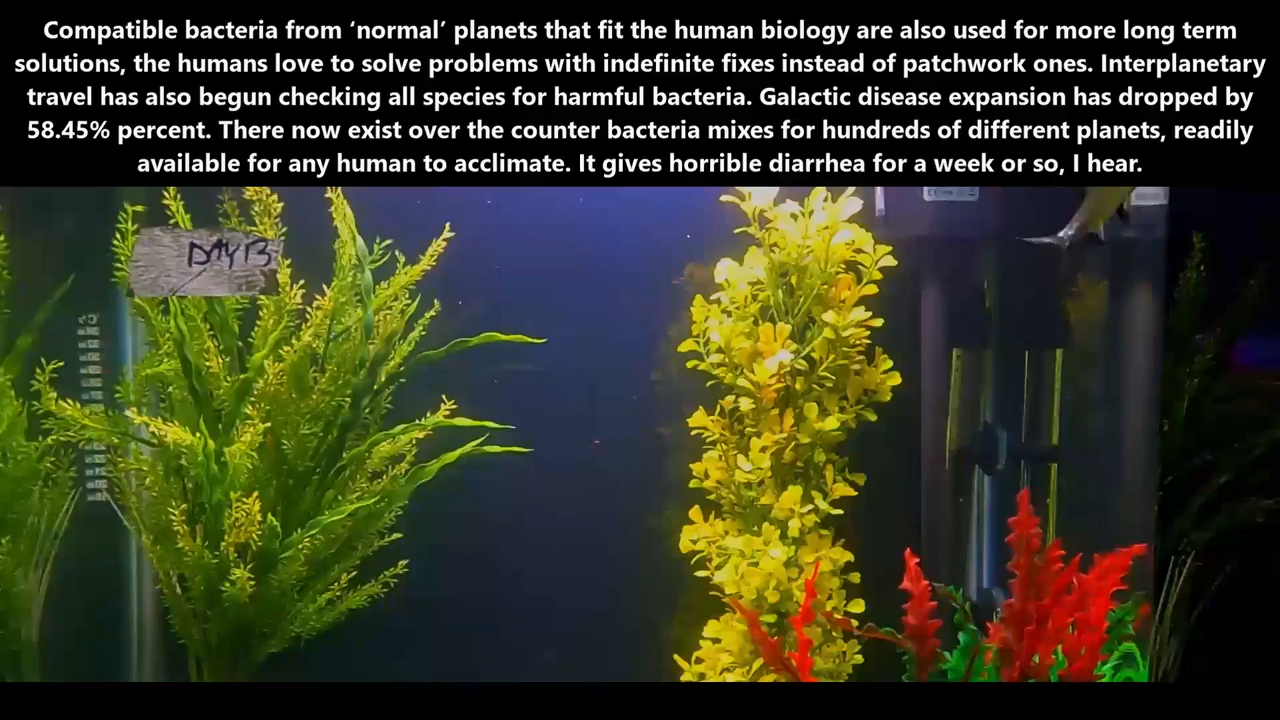 Compatible bacteria from ‘normal’ planets that fit the human biology are also used for more long term
solutions, the humans love to solve problems with indefinite fixes instead of patchwork ones. Interplanetary
travel has also begun checking all species for harmful bacteria. Galactic disease expansion has dropped by
58.45% percent. There now exist over the counter bacteria mixes for hundreds of different planets, readily
available for any human to acclimate. It gives horrible diarrhea for a week or so, I hear.
DAY 13
°C